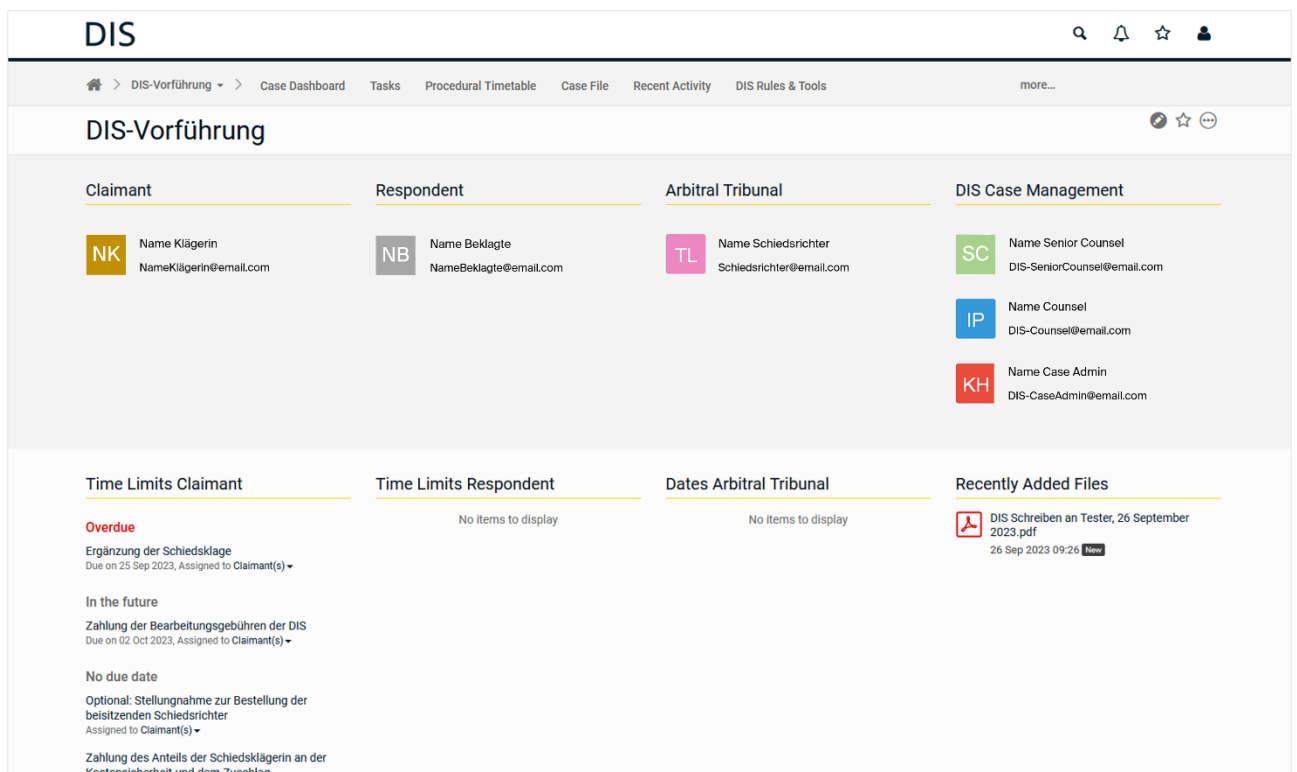 DIS
DIS-Vorführung
Case Dashboard
Tasks
Procedural Timetable
Case File
Recent Activity
DIS Rules & Tools
more...
DIS-Vorführung
Claimant
NK
Name Klägerin
NameKlägerin@email.com
Respondent
NB
Name Beklagte
NameBeklagte@email.com
Arbitral Tribunal
TL
Name Schiedsrichter
Schiedsrichter@email.com
DIS Case Management
SC
Name Senior Counsel
DIS-SeniorCounsel@email.com
IP
Name Counsel
DIS-Counsel@email.com
KH
Name Case Admin
DIS-CaseAdmin@email.com
Time Limits Claimant
Overdue
Ergänzung der Schiedsklage
Due on 25 Sep 2023, Assigned to Claimant(s)
In the future
Zahlung der Bearbeitungsgebühren der DIS
Due on 02 Oct 2023, Assigned to Claimant(s)
No due date
Optional: Stellungnahme zur Bestellung der
beisitzenden Schiedsrichter
Assigned to Claimant(s)
Zahlung des Anteils der Schiedsklägerin an der
Kostensicherheit und dem Zuschlag
Time Limits Respondent
No items to display
Dates Arbitral Tribunal
No items to display
Recently Added Files
DIS Schreiben an Tester, 26 September
2023.pdf
26 Sep 2023 09:26 New